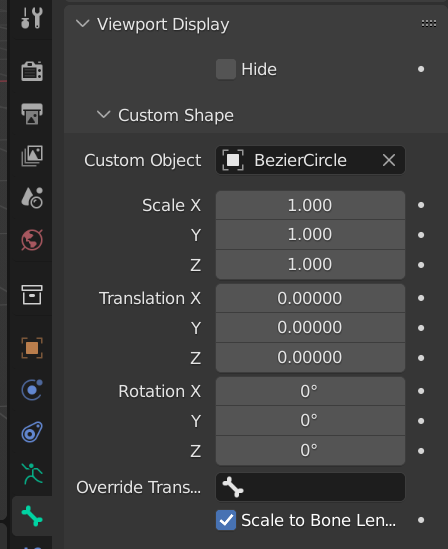 Viewport Display
Hide
Custom Shape
Custom Object BezierCircle
Scale X 1.000
Y 1.000
Z 1.000
Translation X 0.00000
Y 0.00000
Z 0.00000
Rotation X 0°
Y 0°
Z 0°
Override Trans...
Scale to Bone Len...